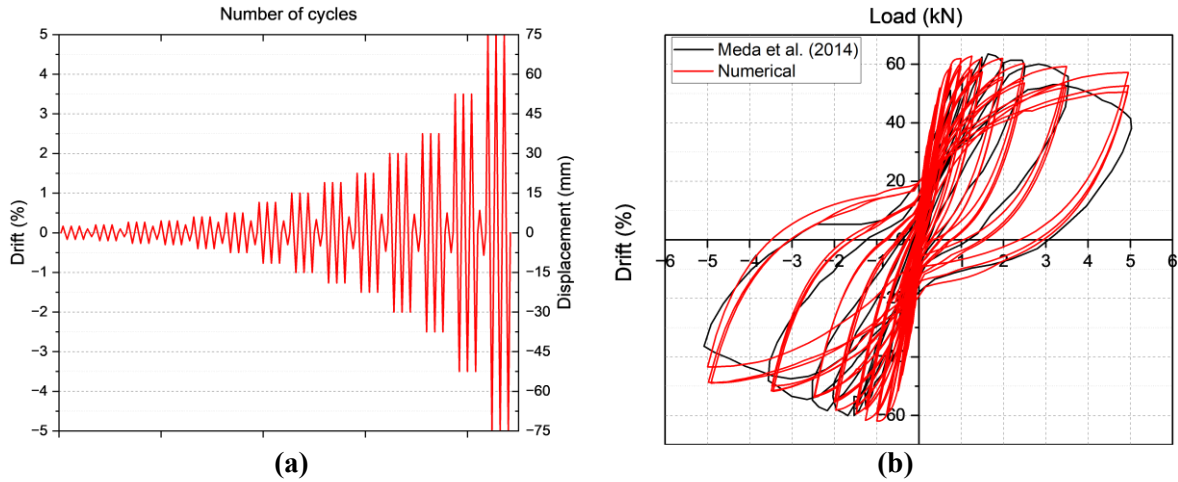 Number of cycles
5
4
3
2
1
0
−1
−2
−3
−4
−5
Drift (%)
75
60
45
30
15
0
−15
−30
−45
−60
−75
Displacement (mm)
(a)
Load (kN)
Meda et al. (2014)
Numerical
60
40
20
−60
−6 −5 −4 −3 −2 −1 1 2 3 4 5 6
Drift (%)
(b)